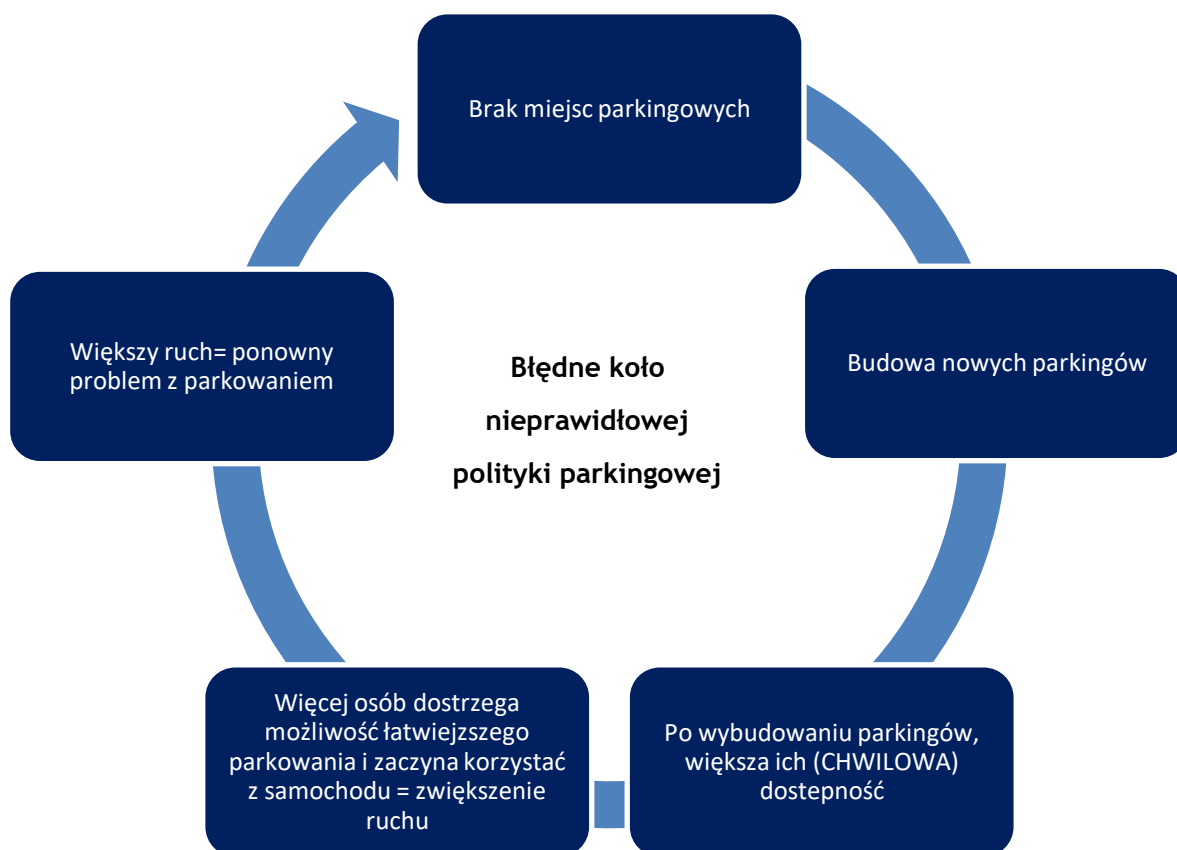 Brak miejsc parkingowych
Budowa nowych parkingów
Po wybudowaniu parkingów,
większa ich (CHWILOWA)
dostepność
Więcej osób dostrzega
możliwość łatwiejszego
parkowania i zaczyna korzystać
z samochodu = zwiększenie
ruchu
Większy ruch= ponowny
problem z parkowaniem
Błędne koło
nieprawidłowej
polityki parkingowej